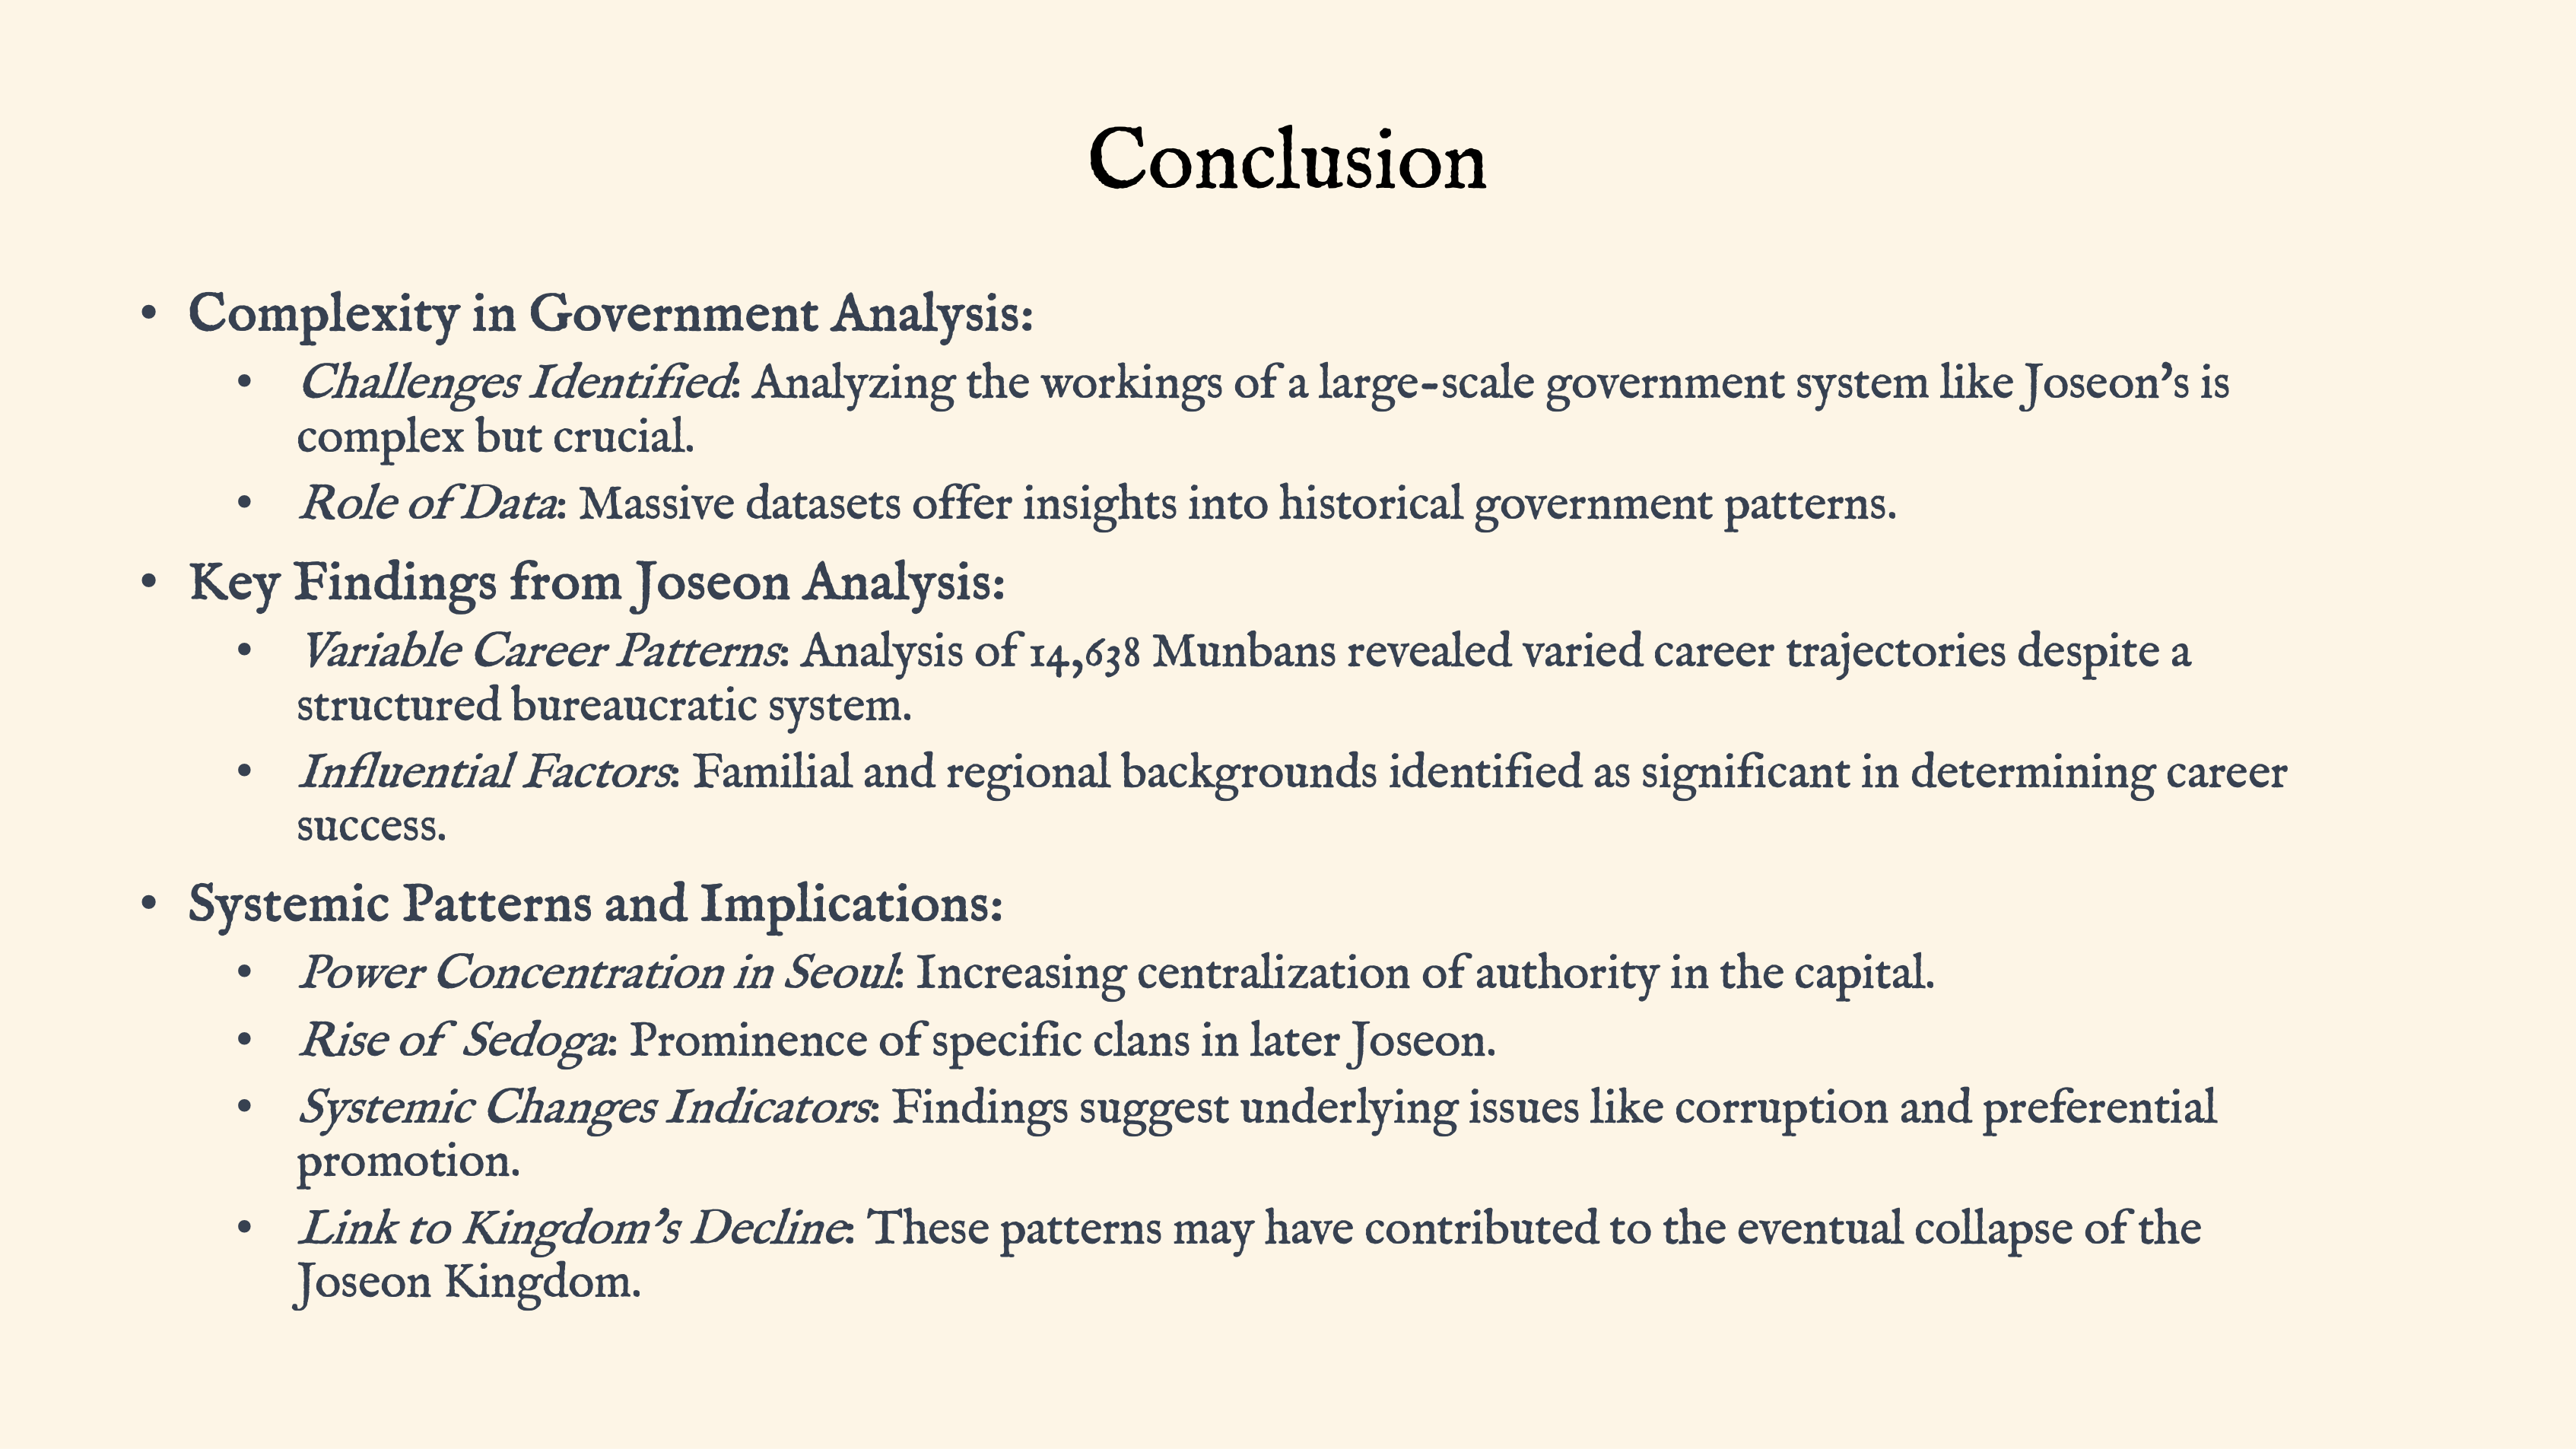 Conclusion
• Complexity in Government Analysis:
• Challenges Identified: Analyzing the workings of a large-scale government system like Joseon’s is
complex but crucial.
• Role of Data: Massive datasets offer insights into historical government patterns.
• Key Findings from Joseon Analysis:
• Variable Career Patterns: Analysis of 14,638 Munbans revealed varied career trajectories despite a
structured bureaucratic system.
• Influential Factors: Familial and regional backgrounds identified as significant in determining career
success.
• Systemic Patterns and Implications:
• Power Concentration in Seoul: Increasing centralization of authority in the capital.
• Rise of Sedoga: Prominence of specific clans in later Joseon.
• Systemic Changes Indicators: Findings suggest underlying issues like corruption and preferential
promotion.
• Link to Kingdom’s Decline: These patterns may have contributed to the eventual collapse of the
Joseon Kingdom.